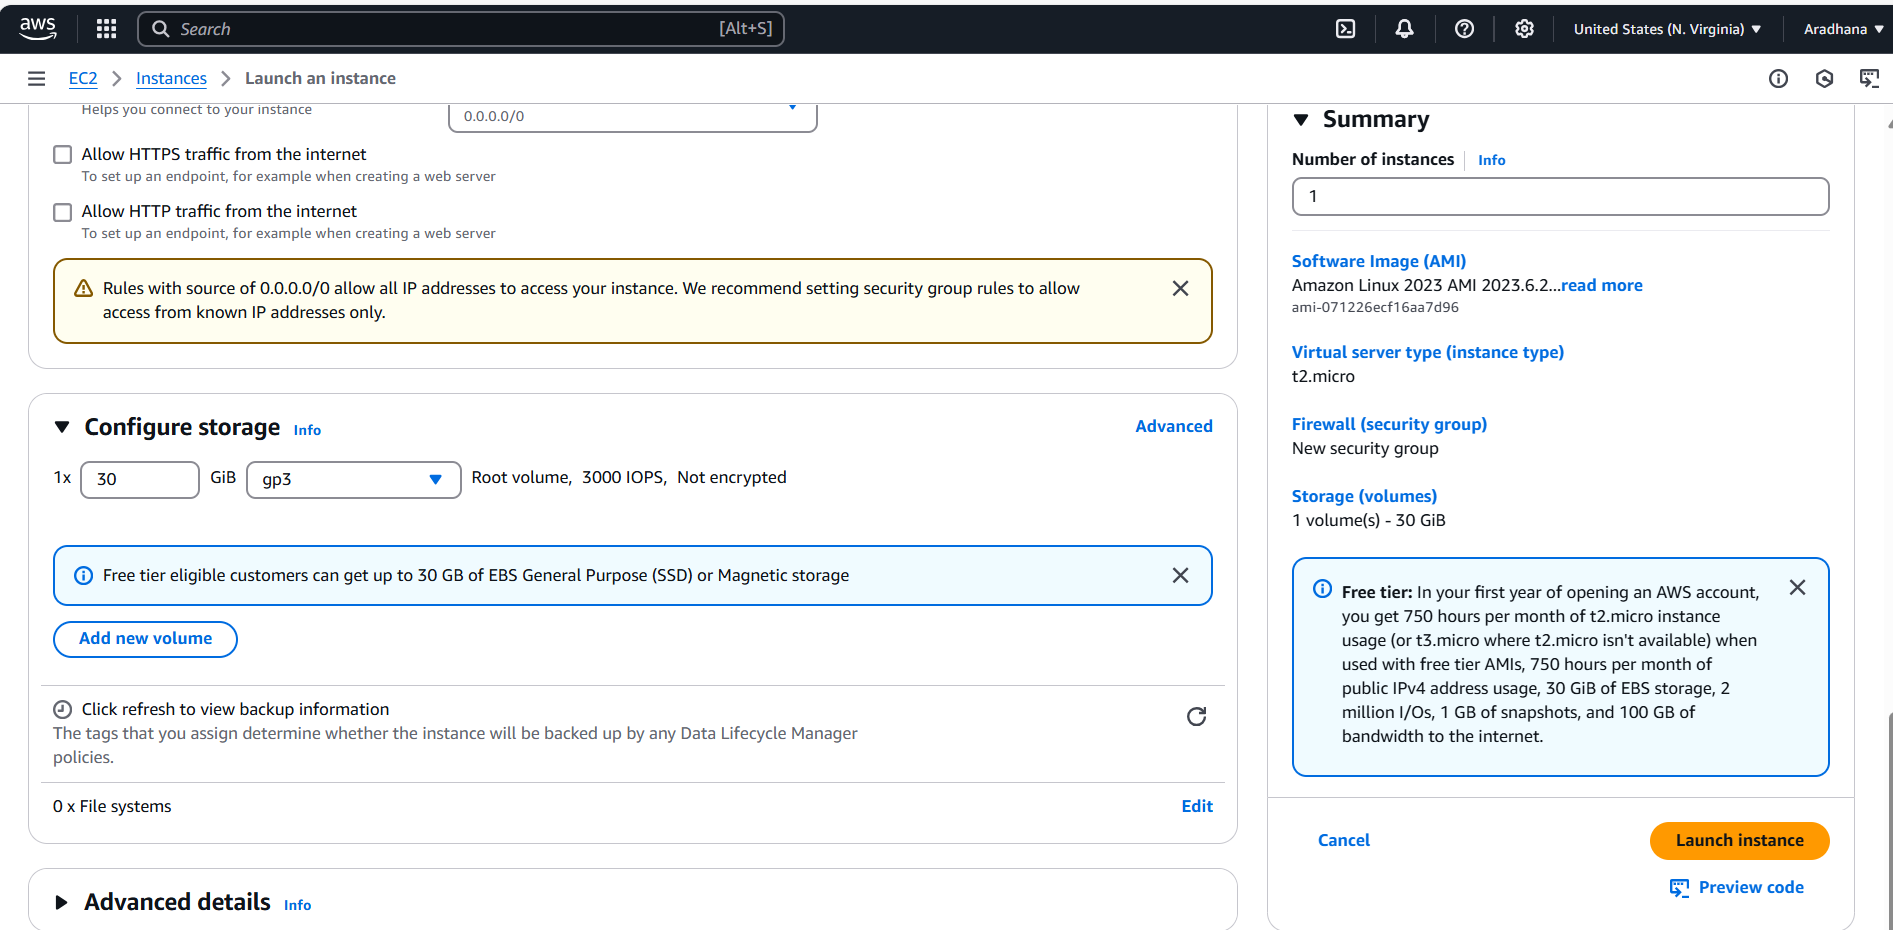 aws
Search [Alt+S]
United States (N. Virginia)
Aradhana
EC2 Instances Launch an instance
Helps you connect to your instance
0.0.0.0/0
Allow HTTPS traffic from the internet
To set up an endpoint, for example when creating a web server
Allow HTTP traffic from the internet
To set up an endpoint, for example when creating a web server
Rules with source of 0.0.0.0/0 allow all IP addresses to access your instance. We recommend setting security group rules to allow
access from known IP addresses only.
Configure storage Info
Advanced
1x 30 GiB gp3 Root volume, 3000 IOPS, Not encrypted
Free tier eligible customers can get up to 30 GB of EBS General Purpose (SSD) or Magnetic storage
Add new volume
Click refresh to view backup information
The tags that you assign determine whether the instance will be backed up by any Data Lifecycle Manager
policies.
0 x File systems
Edit
Advanced details Info
Summary
Number of instances Info
1
Software Image (AMI)
Amazon Linux 2023 AMI 2023.6.2...read more
ami-071226ecf16aa7d96
Virtual server type (instance type)
t2.micro
Firewall (security group)
New security group
Storage (volumes)
1 volume(s) - 30 GiB
Free tier: In your first year of opening an AWS account,
you get 750 hours per month of t2.micro instance
usage (or t3.micro where t2.micro isn't available) when
used with free tier AMIs, 750 hours per month of
public IPv4 address usage, 30 GiB of EBS storage, 2
million I/Os, 1 GB of snapshots, and 100 GB of
bandwidth to the internet.
Cancel
Launch instance
Preview code